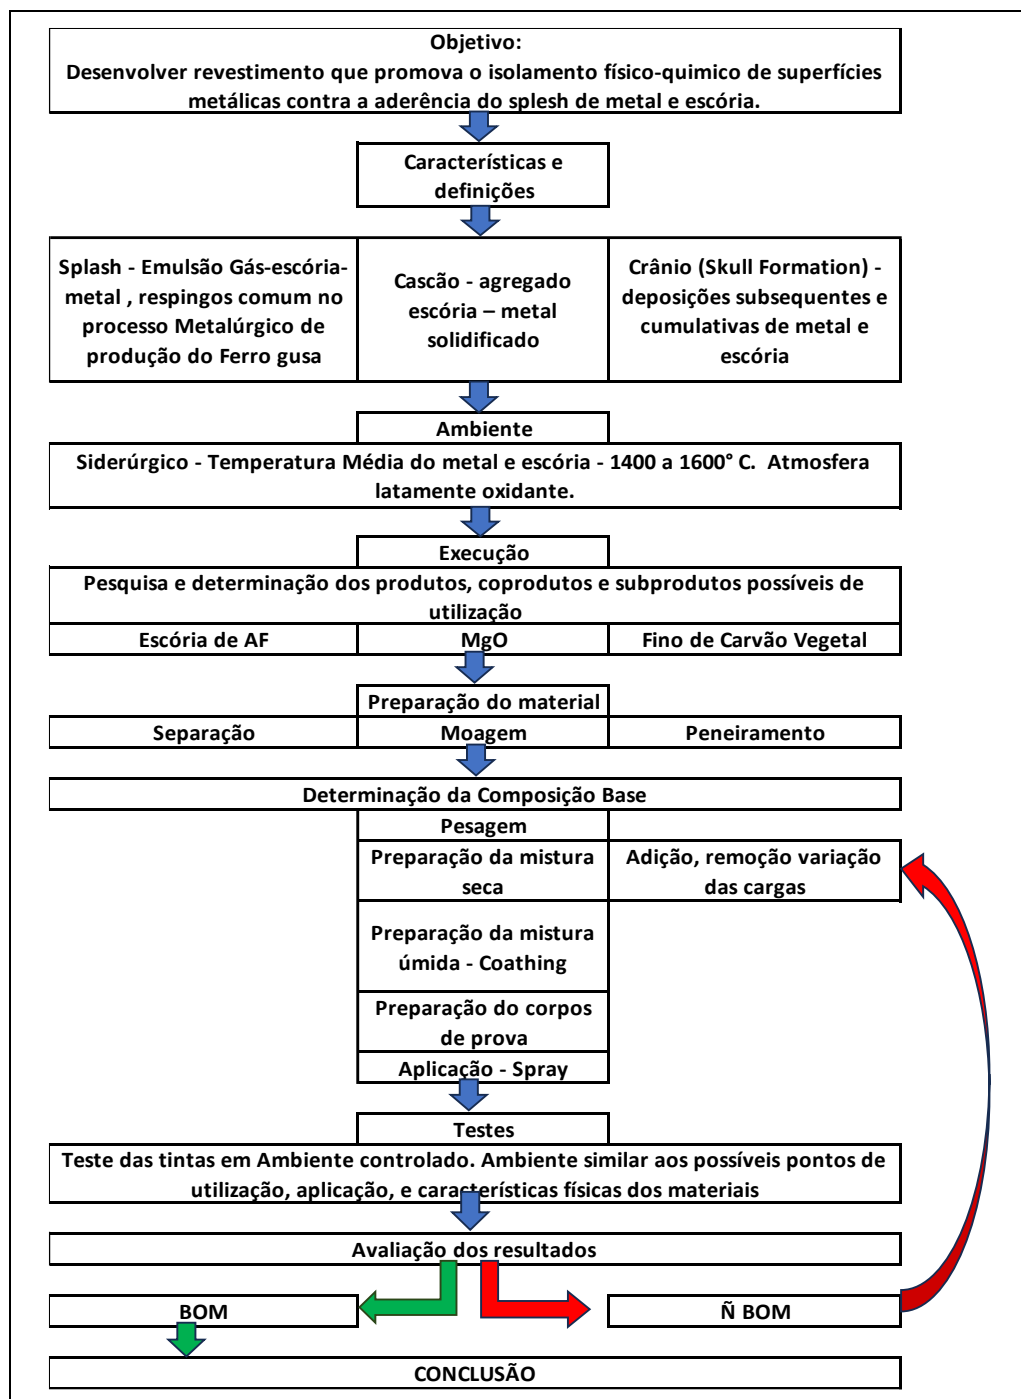 Objetivo:
Desenvolver revestimento que promova o isolamento físico-quimico de superfícies
metálicas contra a aderência do splesh de metal e escória.
Características e
definições
Splash - Emulsão Gás-escória-
metal , respingos comum no
processo Metalúrgico de
produção do Ferro gusa
Cascão - agregado
escória – metal
solidificado
Crânio (Skull Formation) -
deposições subsequentes e
cumulativas de metal e
escória
Ambiente
Siderúrgico - Temperatura Média do metal e escória - 1400 a 1600° C.  Atmosfera
latamente oxidante.
Execução
Pesquisa e determinação dos produtos, coprodutos e subprodutos possíveis de
utilização
Escória de AF
MgO
Fino de Carvão Vegetal
Preparação do material
Separação
Moagem
Peneiramento
Determinação da Composição Base
Pesagem
Preparação da mistura
seca
Adição, remoção variação
das cargas
Preparação da mistura
úmida - Coathing
Preparação do corpos
de prova
Aplicação - Spray
Testes
Teste das tintas em Ambiente controlado. Ambiente similar aos possíveis pontos de
utilização, aplicação, e características físicas dos materiais
Avaliação dos resultados
BOM
Ñ BOM
CONCLUSÃO